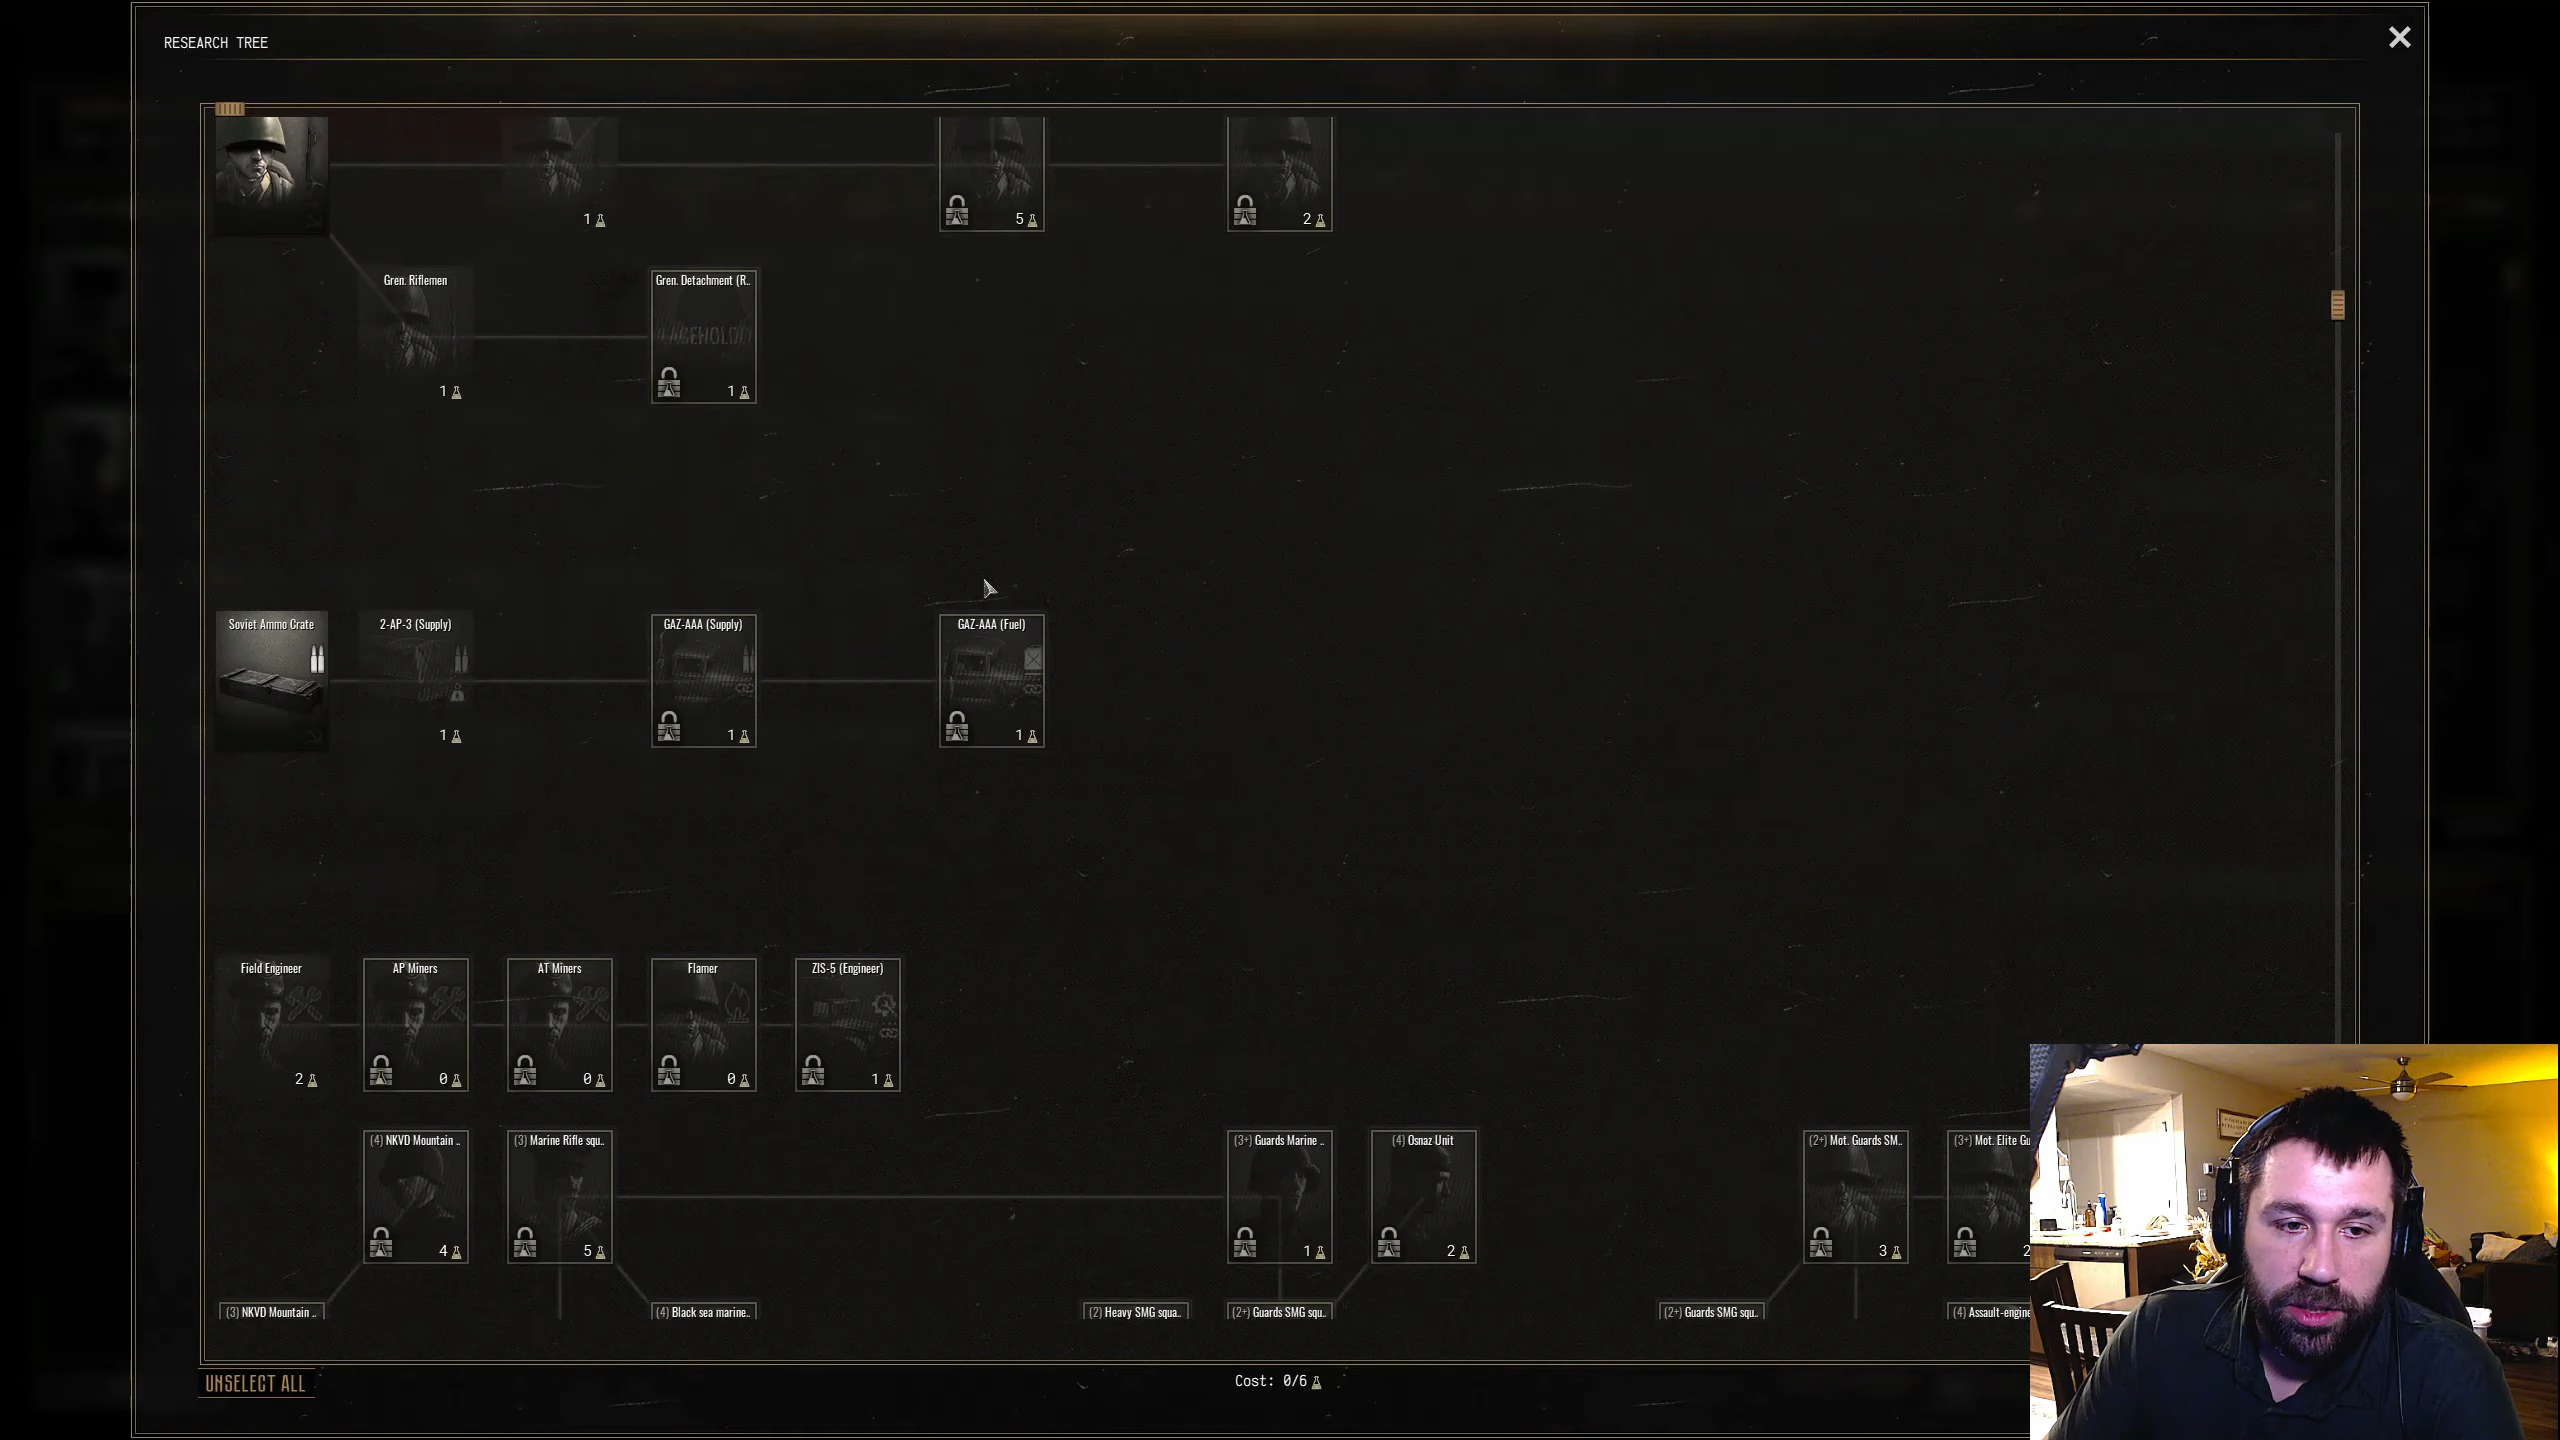 RESEARCH TREE
1
5
2
Gren. Riflemen
Gren. Detachment (R..
PLACEHOLD
1
1
Soviet Ammo Crate
2-AP-3 (Supply)
GAZ-AAA (Supply)
GAZ-AAA (Fuel)
1
1
1
Field Engineer
AP Miners
AT Miners
Flamer
ZIS-5 (Engineer)
2
0
0
0
1
(4) NKVD Mountain ..
(3) Marine Rifle squ..
(3+) Guards Marine ..
(4) Osnaz Unit
(2+) Mot. Guards SM..
(3+) Mot. Elite Gu
4
5
1
2
3
2
(3) NKVD Mountain ..
(4) Black sea marine..
(2) Heavy SMG squa..
(2+) Guards SMG squ..
(2+) Guards SMG squ..
(4) Assault-engine
UNSELECT ALL
Cost: 0/6